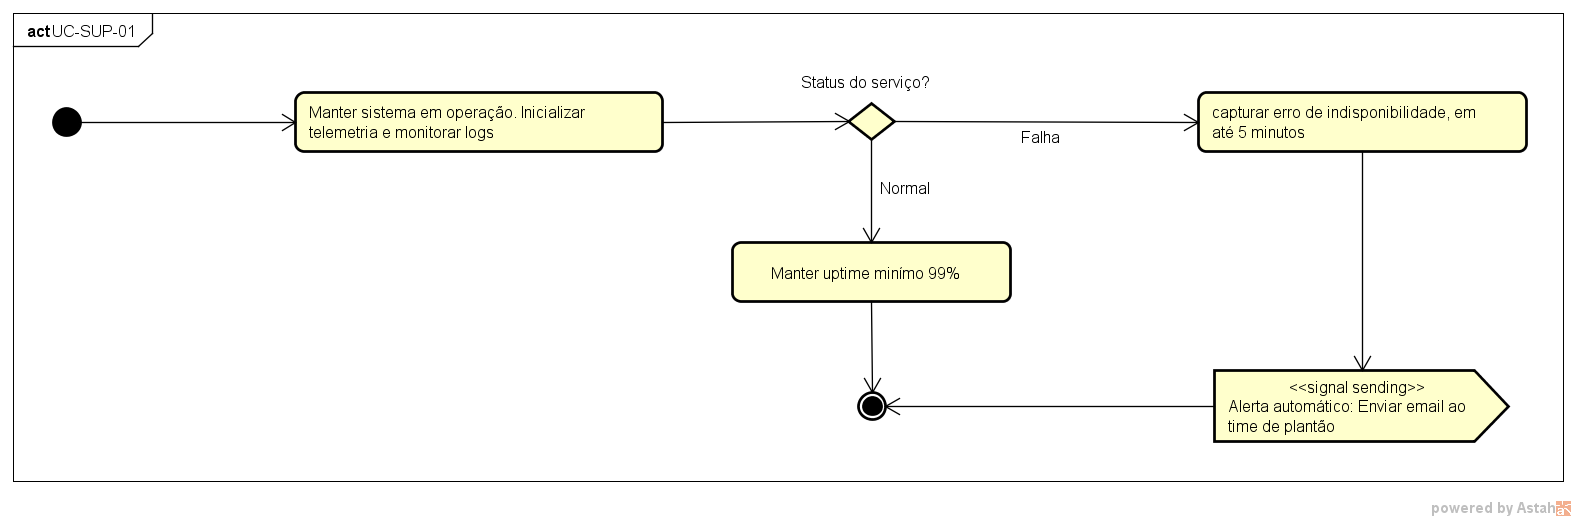 act UC-SUP-01
Status do serviço?
Manter sistema em operação. Inicializar
telemetria e monitorar logs
capturar erro de indisponibilidade, em
até 5 minutos
Falha
Normal
Manter uptime minímo 99%
<<signal sending>>
Alerta automático: Enviar email ao
time de plantão
powered by Astah